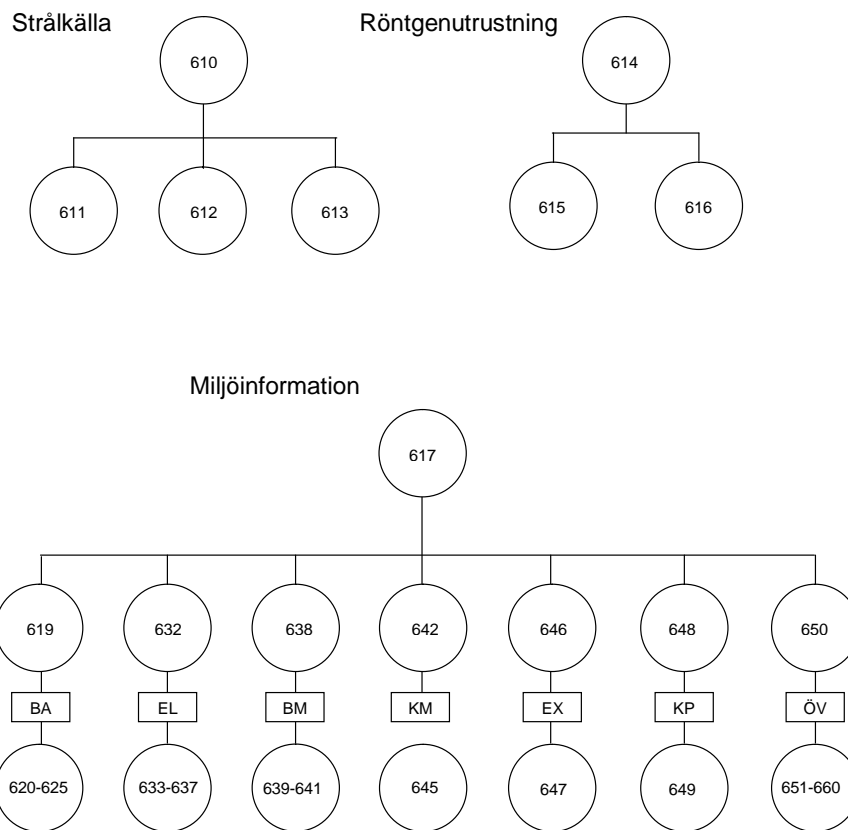 Strålkälla
Röntgenutrustning
610
614
611 612 613
615 616
Miljöinformation
617
619 632 638 642 646 648 650
BA EL BM KM EX KP ÖV
620-625 633-637 639-641 645 647 649 651-660